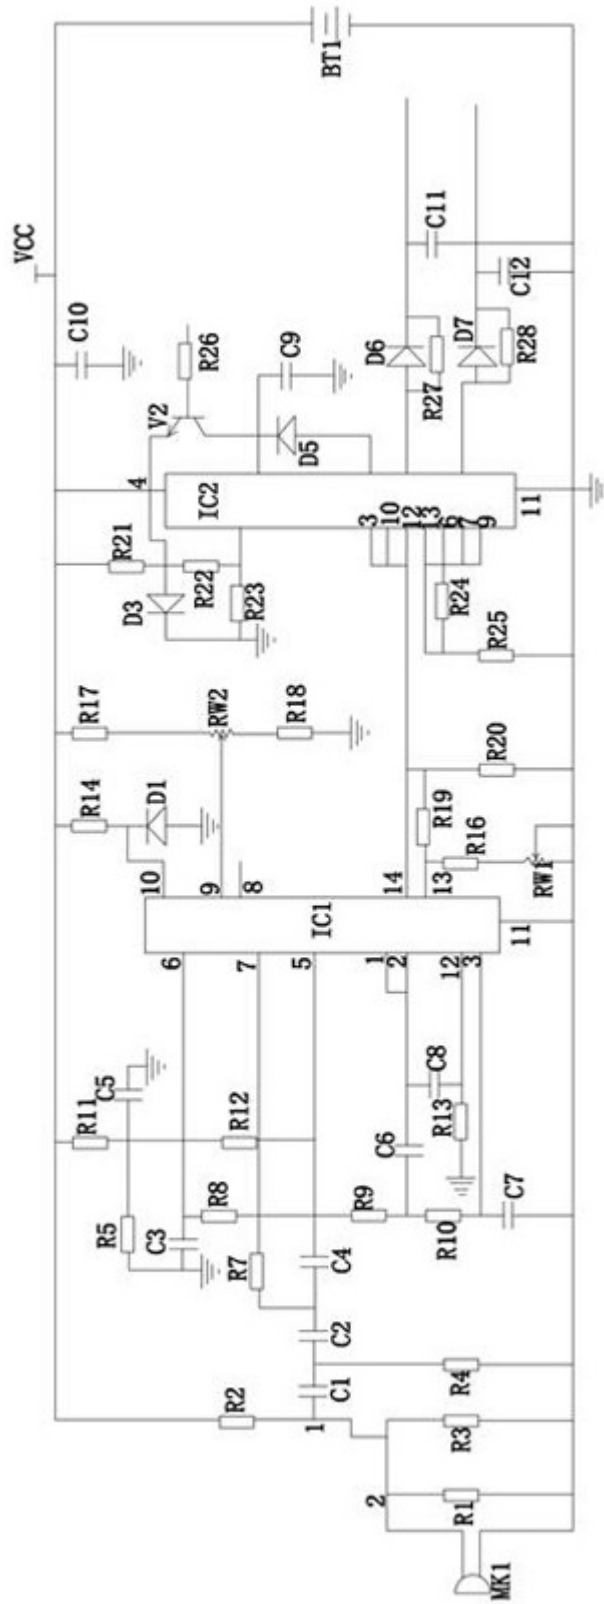 BT1
VCC
C10
R26
C9
V2
D5
D6
R27
D7
R28
C11
C12
4
IC2
11
R21
R22
D3
R23
3
10
12
13
6
7
9
R24
R25
R17
RW2
R18
R14
D1
R19
R20
R16
RW1
10
9
8
14
13
IC1
11
6
7
5
1
2
12
3
R11
C5
R12
R5
C3
R8
R7
C4
C2
C1
R9
C6
C8
R13
R10
C7
R2
1
R4
R3
2
R1
MK1